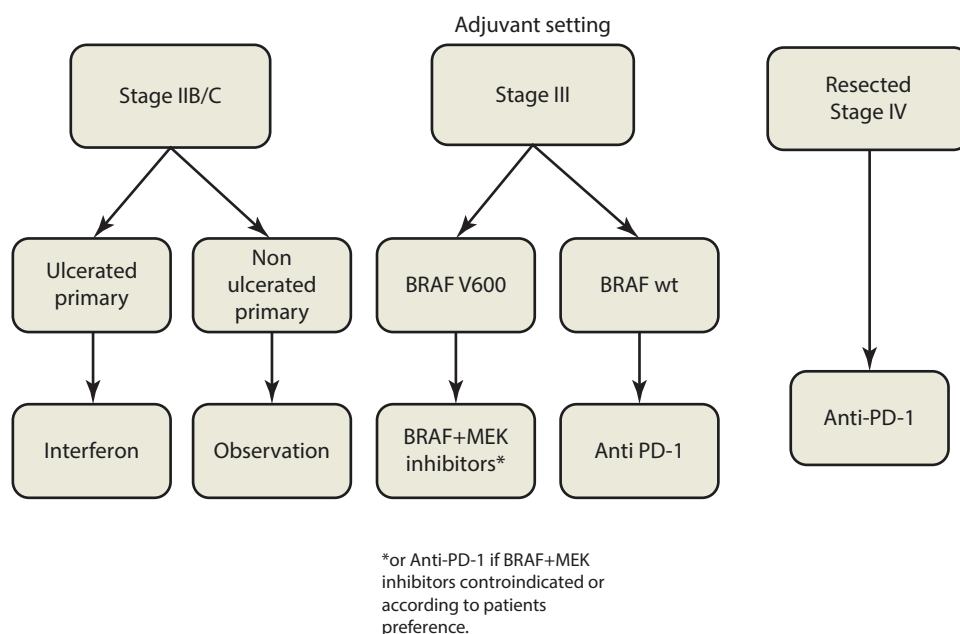 Adjuvant setting
Stage IIB/C
Stage III
Resected
Stage IV
Ulcerated
primary
Non
ulcerated
primary
BRAF V600
BRAF wt
Interferon
Observation
BRAF+MEK
inhibitors*
Anti PD-1
Anti-PD-1
*or Anti-PD-1 if BRAF+MEK
inhibitors controindicated or
according to patients
preference.